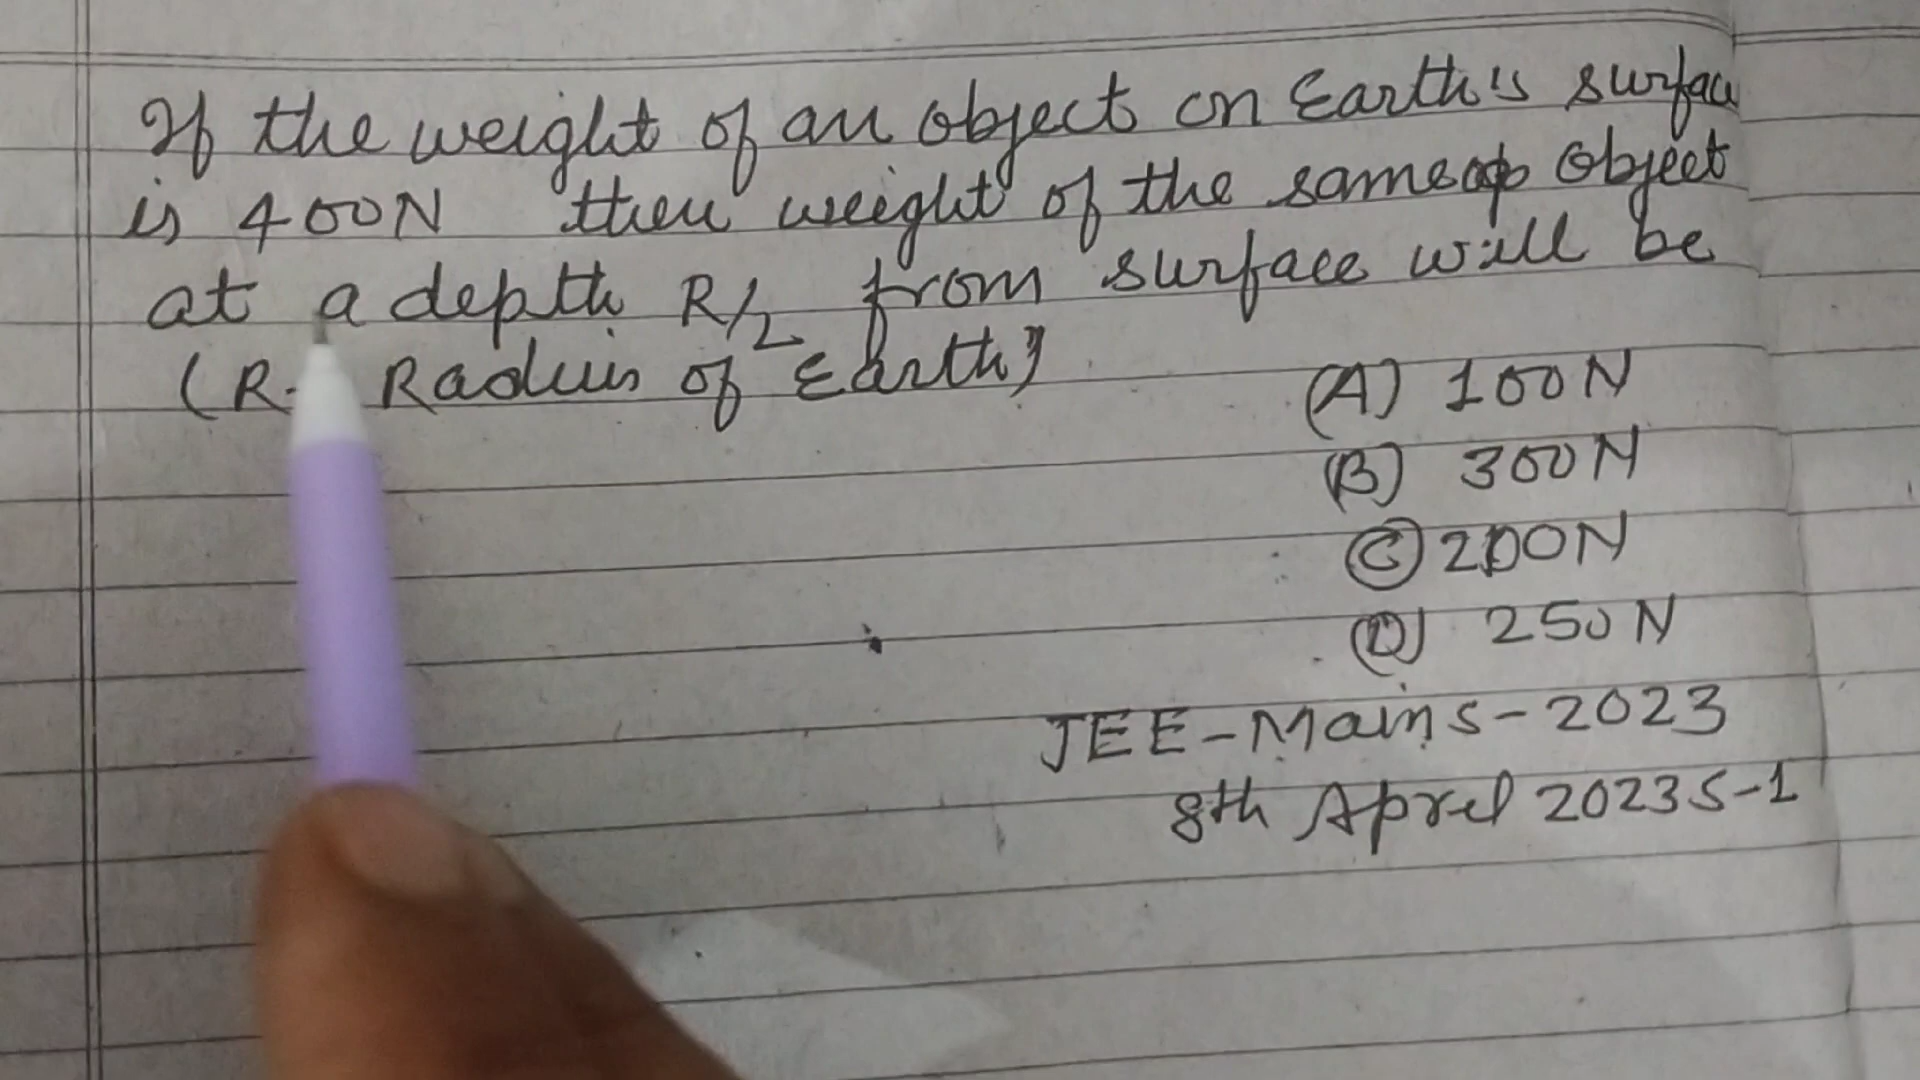 If the weight of an object on Earth's surface
is 400N then weight of the same object
at a depth R/2 from surface will be
(R- Radius of Earth)
(A) 100N
(B) 300N
(C) 200N
(D) 250N
JEE-Mains-2023
8th April 2023 S-1